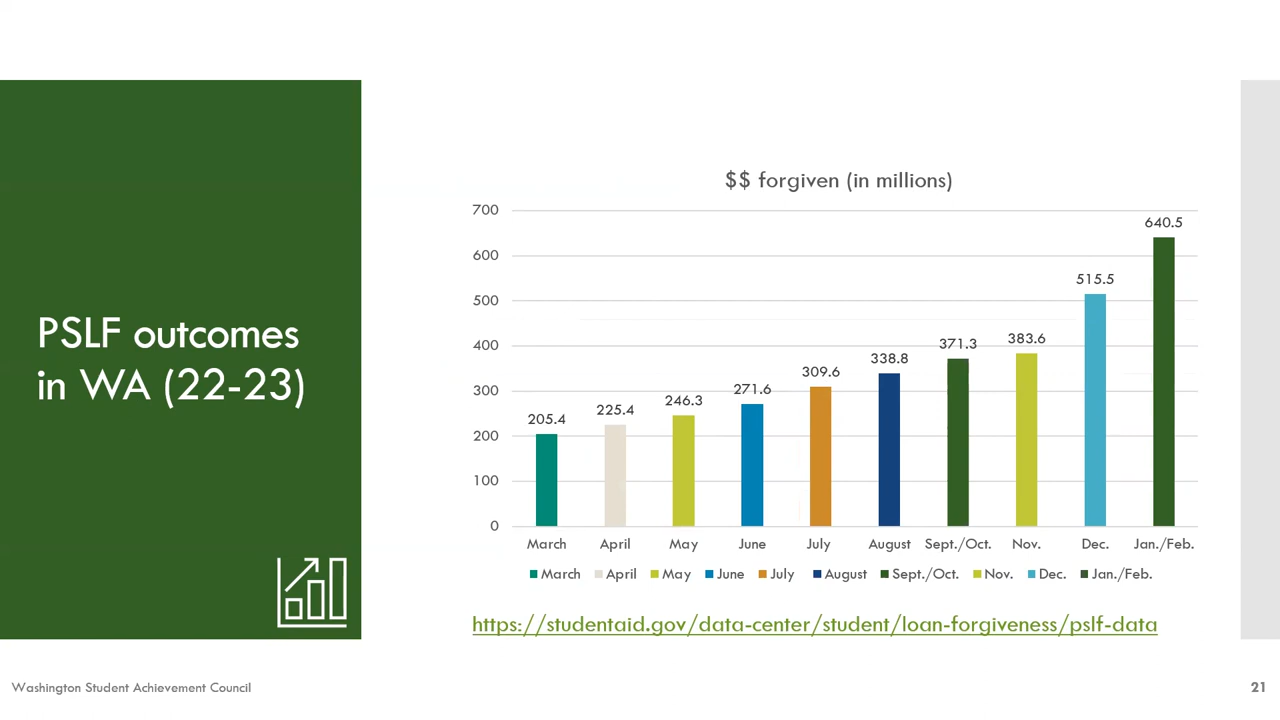 PSLF outcomes
in WA (22-23)
$$ forgiven (in millions)
700
600
500
400
300
200
100
0
205.4
225.4
246.3
271.6
309.6
338.8
371.3
383.6
515.5
640.5
March April May June July August Sept./Oct. Nov. Dec. Jan./Feb.
March April May June July August Sept./Oct. Nov. Dec. Jan./Feb.
https://studentaid.gov/data-center/student/loan-forgiveness/pslf-data
Washington Student Achievement Council
21